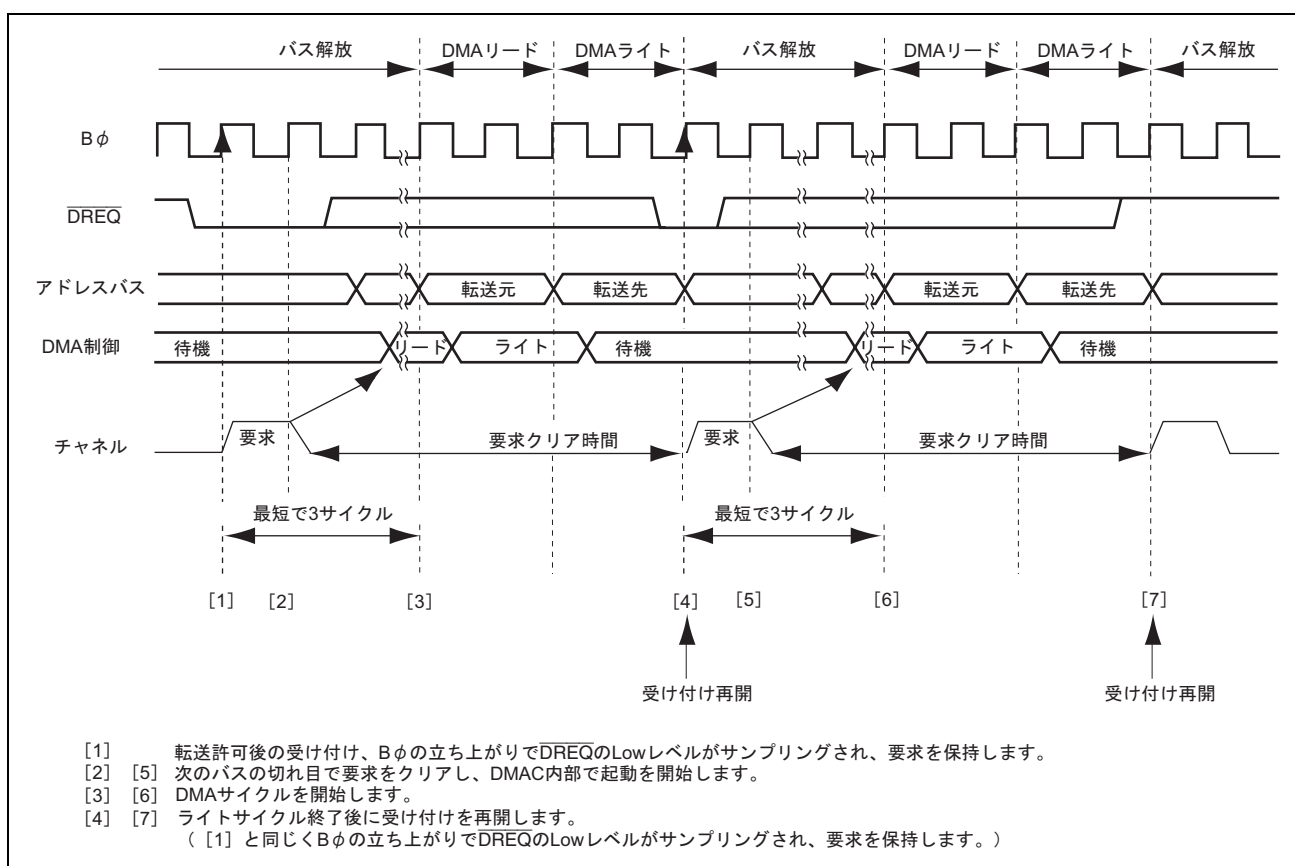 バス解放 DMAリード DMAライト バス解放 DMAリード DMAライト バス解放
Bφ
DREQ
アドレスバス 転送元 転送先 転送元 転送先
DMA制御 待機 リード ライト 待機 リード ライト 待機
チャネル 要求 要求クリア時間 要求 要求クリア時間
最短で3サイクル 最短で3サイクル
[1] [2] [3] [4] [5] [6] [7]
受け付け再開 受け付け再開
[1] 転送許可後の受け付け、Bφの立ち上がりでDREQのLowレベルがサンプリングされ、要求を保持します。
[2] [5] 次のバスの切れ目で要求をクリアし、DMAC内部で起動を開始します。
[3] [6] DMAサイクルを開始します。
[4] [7] ライトサイクル終了後に受け付けを再開します。
([1]と同じくBφの立ち上がりでDREQのLowレベルがサンプリングされ、要求を保持します。)